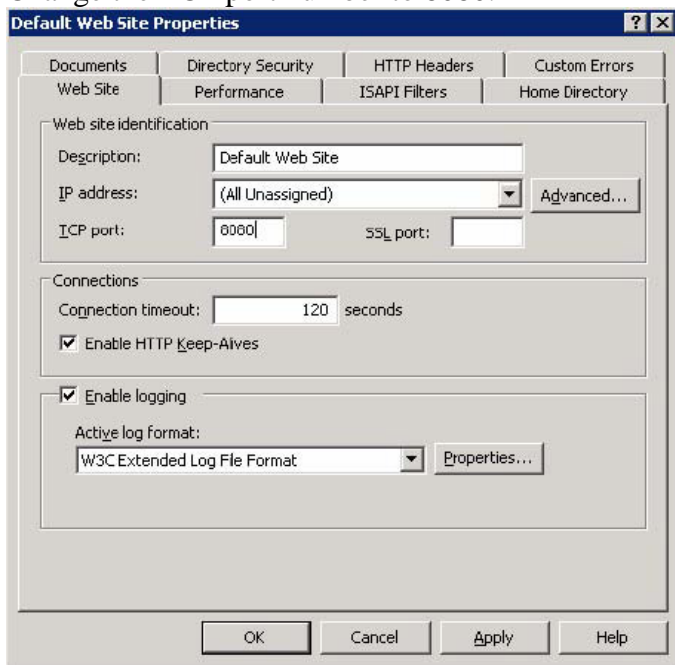 Default Web Site Properties
Documents Directory Security HTTP Headers Custom Errors
Web Site Performance ISAPI Filters Home Directory
Web site identification
Description: Default Web Site
IP address: (All Unassigned) Advanced...
TCP port: 8080 SSL port:
Connections
Connection timeout: 120 seconds
Enable HTTP Keep-Alives
Enable logging
Active log format:
W3C Extended Log File Format Properties...
OK Cancel Apply Help